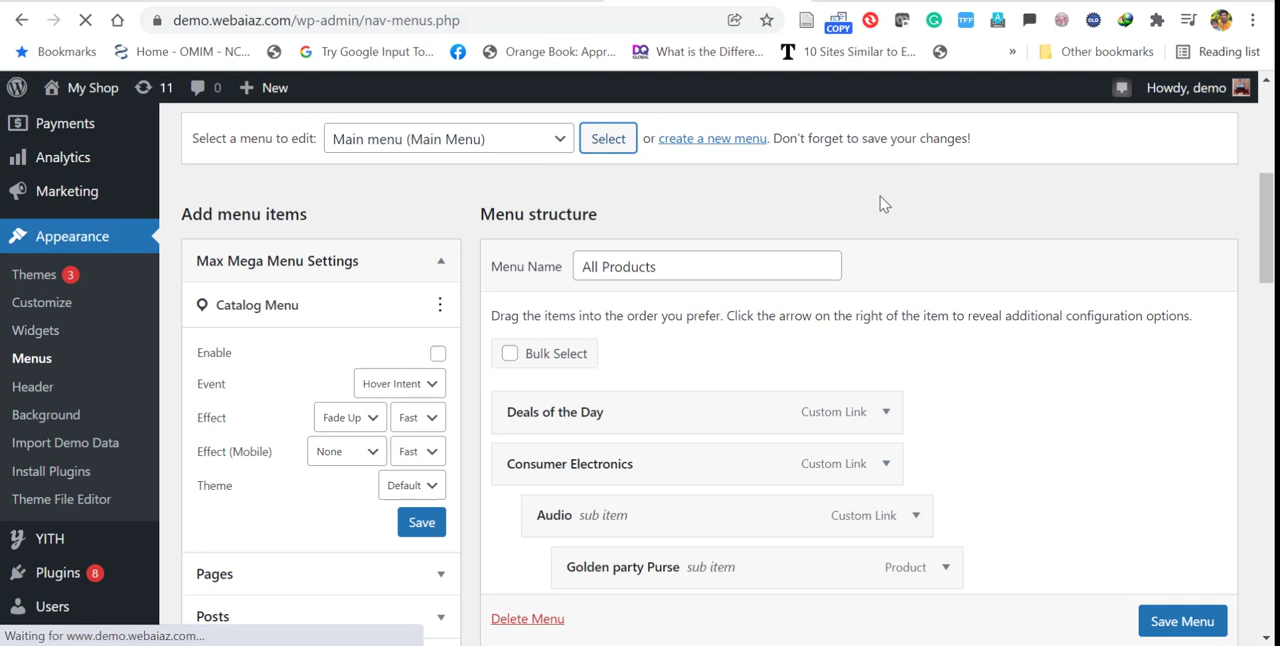 demo.webaiaz.com/wp-admin/nav-menus.php
COPY
TFF
OLD
Bookmarks
Home - OMIM - NC...
Try Google Input To...
Orange Book: Appr...
DQ
GLOBAL
What is the Differe...
T
10 Sites Similar to E...
»
Other bookmarks
Reading list
My Shop
11
0
New
Howdy, demo
Payments
Analytics
Marketing
Appearance
Themes 3
Customize
Widgets
Menus
Header
Background
Import Demo Data
Install Plugins
Theme File Editor
YITH
Plugins 8
Users
Waiting for www.demo.webaiaz.com...
Select a menu to edit:
Main menu (Main Menu)
Select
or create a new menu. Don't forget to save your changes!
Add menu items
Max Mega Menu Settings
Catalog Menu
Enable
Event
Hover Intent
Effect
Fade Up
Fast
Effect (Mobile)
None
Fast
Theme
Default
Save
Pages
Posts
Menu structure
Menu Name
All Products
Drag the items into the order you prefer. Click the arrow on the right of the item to reveal additional configuration options.
Bulk Select
Deals of the Day
Custom Link
Consumer Electronics
Custom Link
Audio sub item
Custom Link
Golden party Purse sub item
Product
Delete Menu
Save Menu